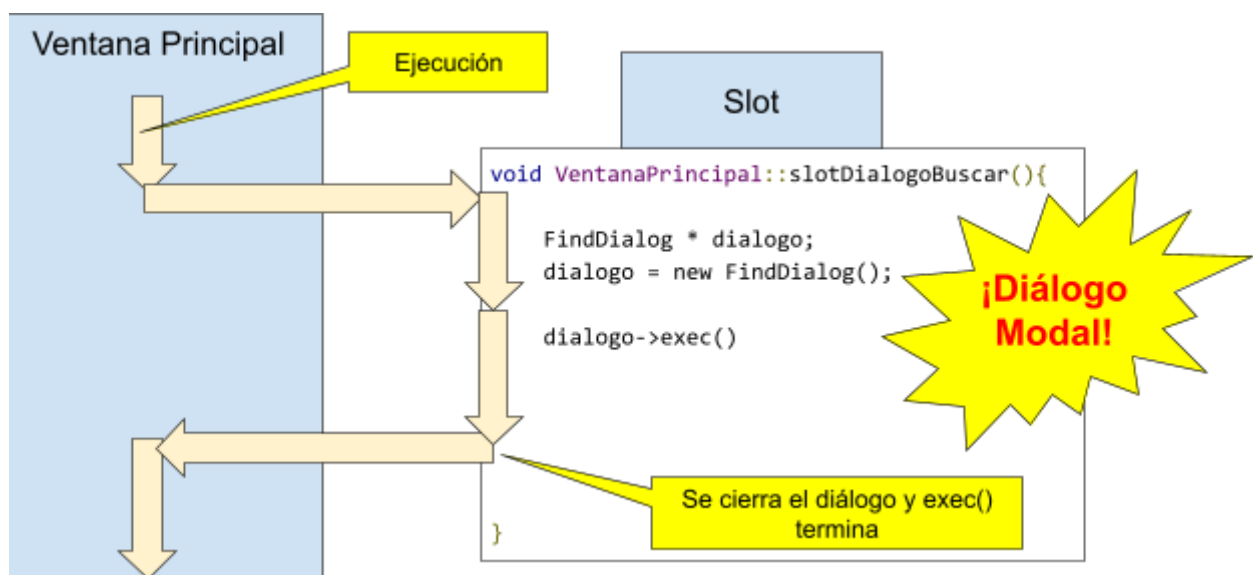 Ventana Principal
Ejecución
Slot
void VentanaPrincipal::slotDialogoBuscar(){
FindDialog * dialogo;
dialogo = new FindDialog();
dialogo->exec()
¡Diálogo
Modal!
Se cierra el diálogo y exec()
termina
}